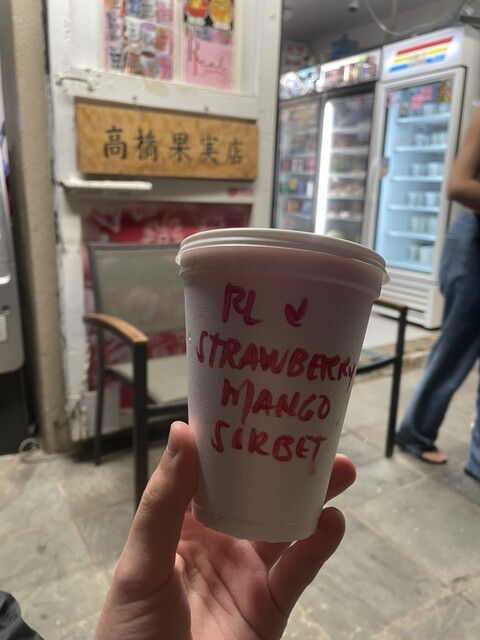 高橋果実店
RL ♥
STRAWBERRY
MANGO
SORBET